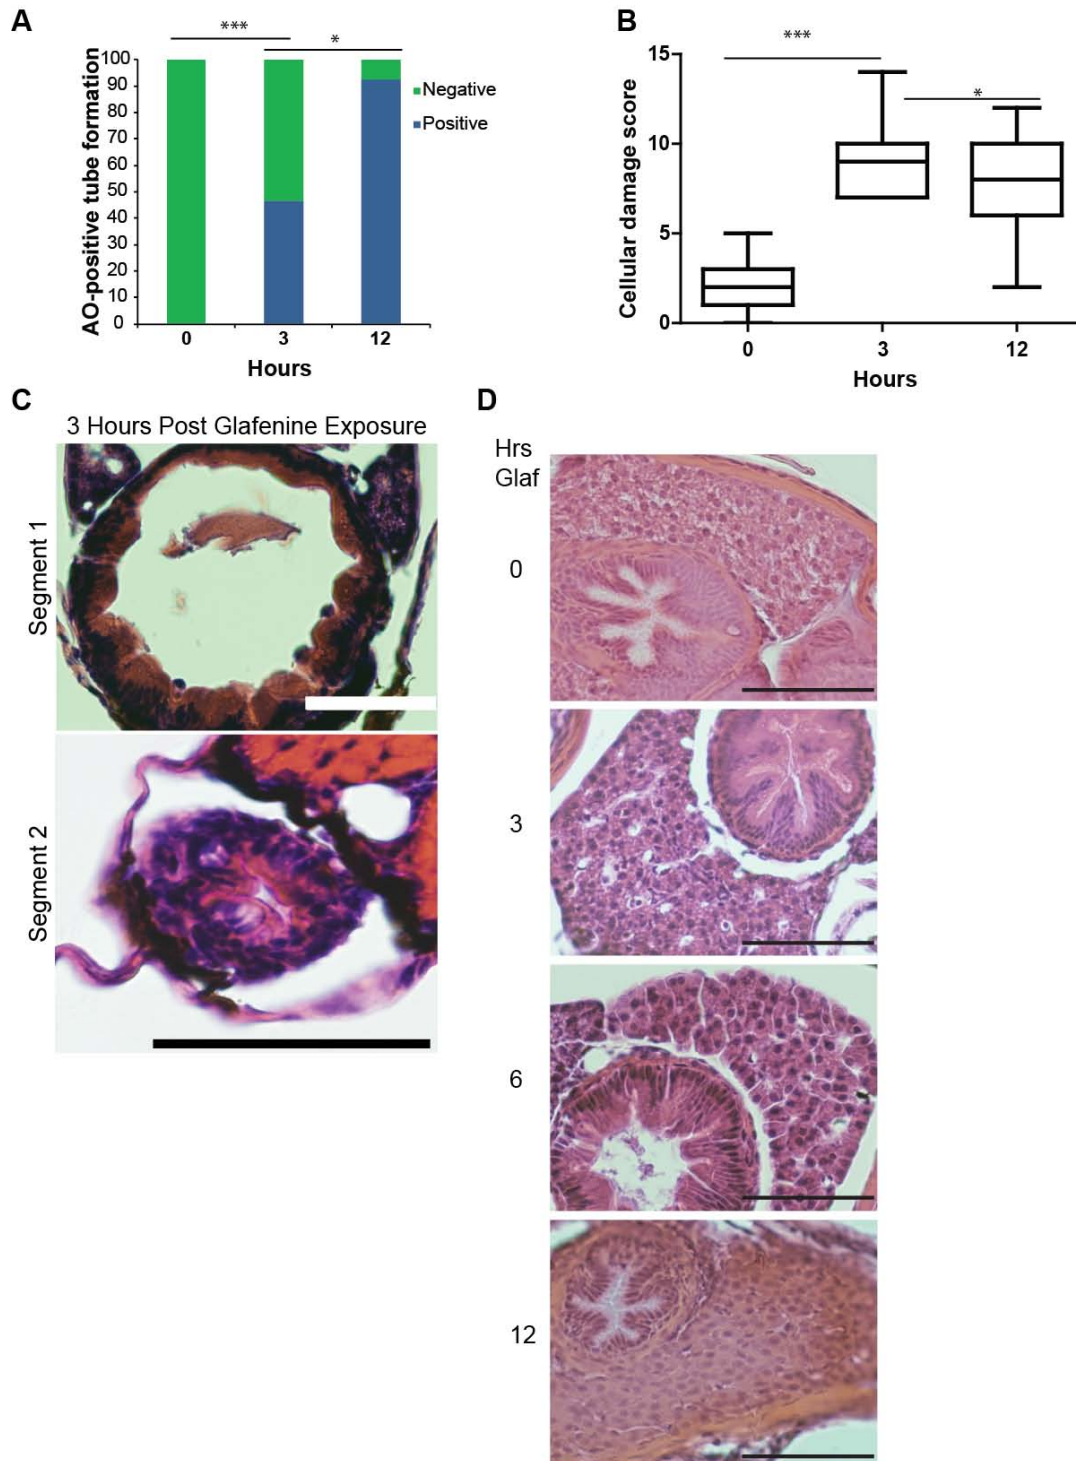 A
***
*
AO-positive tube formation
100
90
80
70
60
50
40
30
20
10
0
0 3 12
Hours
Negative
Positive
B
***
*
Cellular damage score
15
10
5
0
0 3 12
Hours
C
3 Hours Post Glafenine Exposure
Segment 1
Segment 2
D
Hrs
Glaf
0
3
6
12